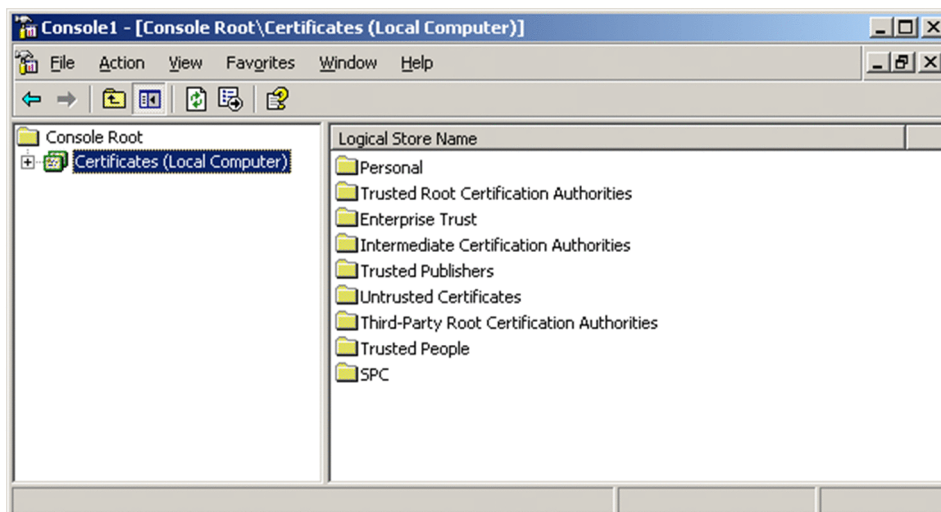 Console1 - [Console Root\Certificates (Local Computer)]
File Action View Favorites Window Help
Console Root
Certificates (Local Computer)
Logical Store Name
Personal
Trusted Root Certification Authorities
Enterprise Trust
Intermediate Certification Authorities
Trusted Publishers
Untrusted Certificates
Third-Party Root Certification Authorities
Trusted People
SPC